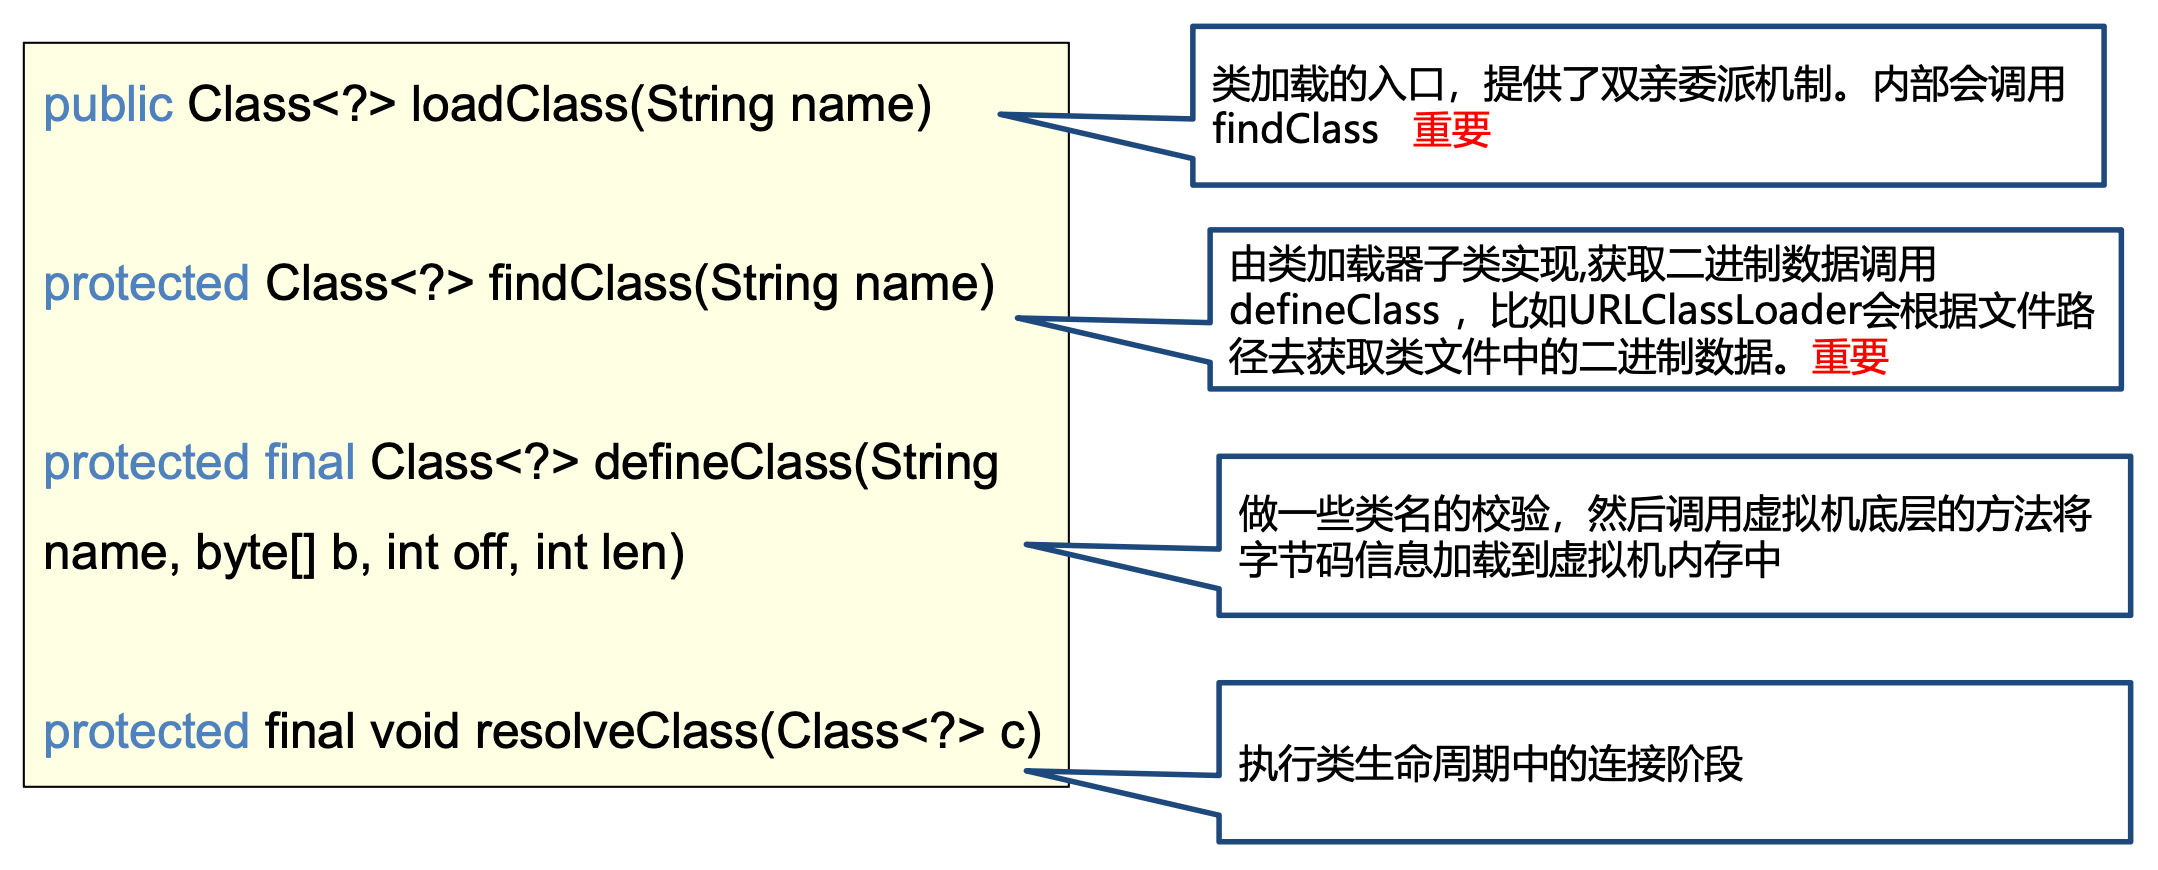 public Class<?> loadClass(String name)
类加载的入口，提供了双亲委派机制。内部会调用
findClass 重要
protected Class<?> findClass(String name)
由类加载器子类实现,获取二进制数据调用
defineClass ，比如URLClassLoader会根据文件路
径去获取类文件中的二进制数据。重要
protected final Class<?> defineClass(String
name, byte[] b, int off, int len)
做一些类名的校验，然后调用虚拟机底层的方法将
字节码信息加载到虚拟机内存中
protected final void resolveClass(Class<?> c)
执行类生命周期中的连接阶段